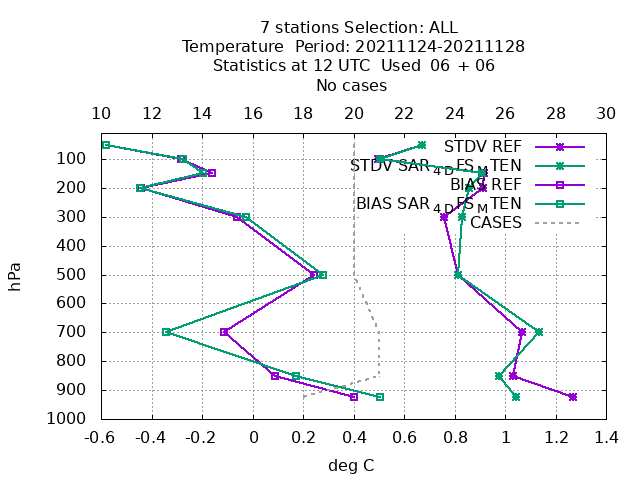 7 stations Selection: ALL
Temperature  Period: 20211124-20211128
Statistics at 12 UTC  Used  06 + 06
No cases
10 12 14 16 18 20 22 24 26 28 30
STDV REF
STDV SAR4DFSMTEN
BIAS REF
BIAS SAR4DFSMTEN
CASES
100
200
300
400
500
600
700
800
900
1000
hPa
-0.6 -0.4 -0.2 0 0.2 0.4 0.6 0.8 1 1.2 1.4
deg C